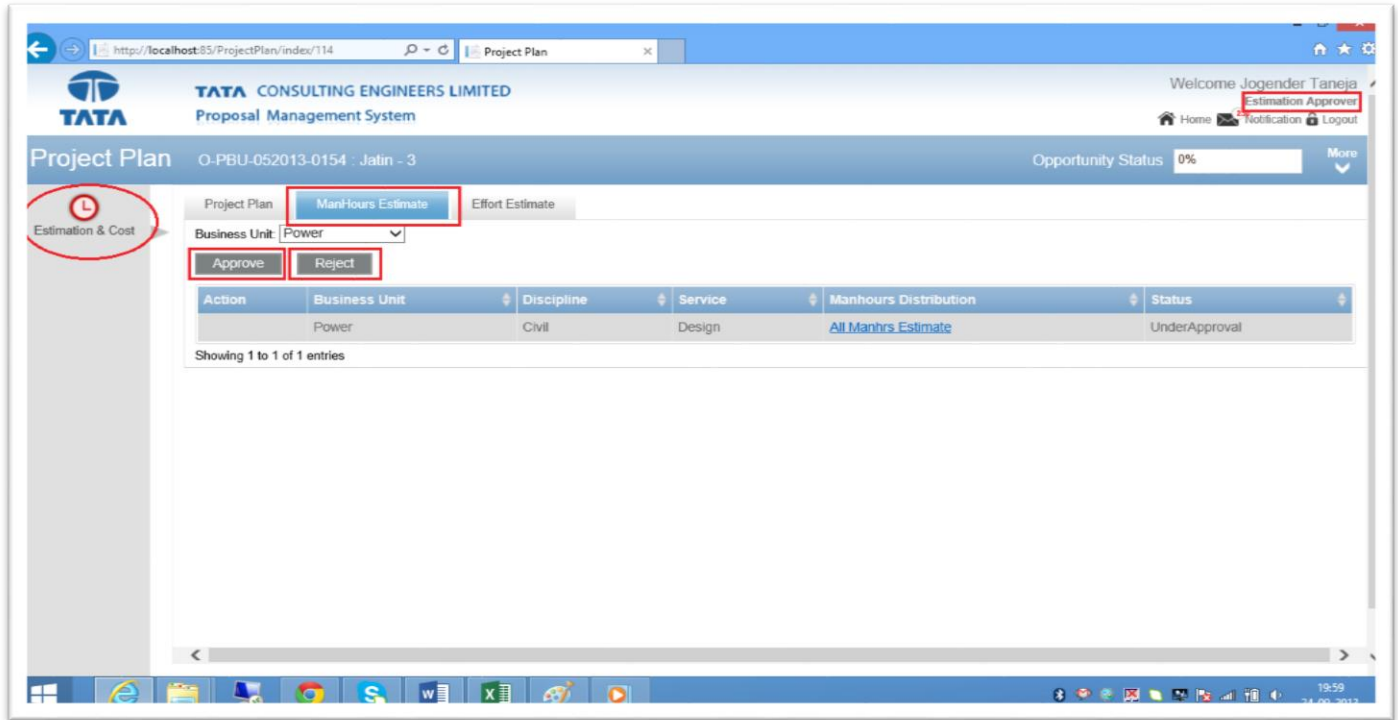 http://localhost:85/ProjectPlan/index/114
Project Plan
TATA
TATA CONSULTING ENGINEERS LIMITED
Proposal Management System
Welcome Jogender Taneja
Estimation Approver
Home Notification Logout
Project Plan O-PBU-052013-0154 : Jatin - 3 Opportunity Status 0% More
Estimation & Cost
Project Plan ManHours Estimate Effort Estimate
Business Unit: Power
Approve Reject
Action Business Unit Discipline Service Manhours Distribution Status
Power Civil Design All Manhrs Estimate UnderApproval
Showing 1 to 1 of 1 entries
19:59